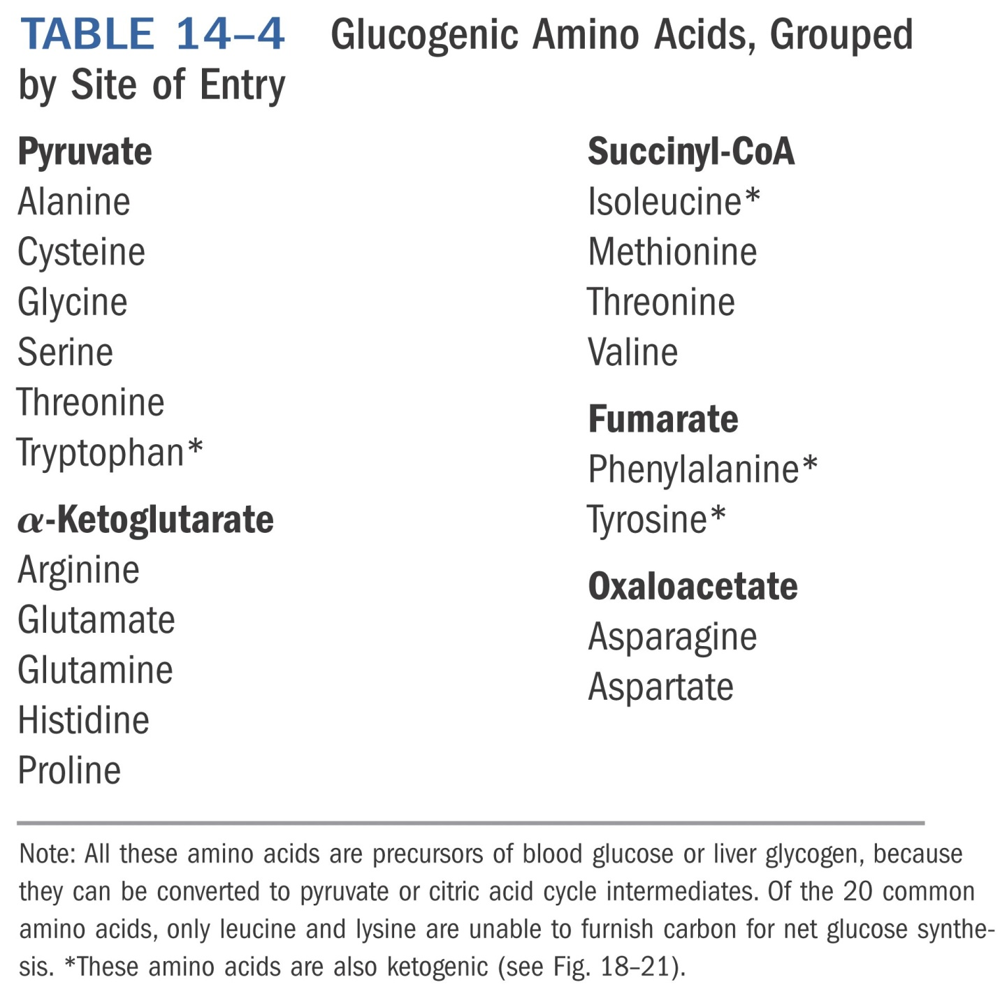 TABLE 14–4 Glucogenic Amino Acids, Grouped
by Site of Entry
Pyruvate
Alanine
Cysteine
Glycine
Serine
Threonine
Tryptophan*
α-Ketoglutarate
Arginine
Glutamate
Glutamine
Histidine
Proline
Succinyl-CoA
Isoleucine*
Methionine
Threonine
Valine
Fumarate
Phenylalanine*
Tyrosine*
Oxaloacetate
Asparagine
Aspartate
Note: All these amino acids are precursors of blood glucose or liver glycogen, because
they can be converted to pyruvate or citric acid cycle intermediates. Of the 20 common
amino acids, only leucine and lysine are unable to furnish carbon for net glucose synthe-
sis. *These amino acids are also ketogenic (see Fig. 18–21).